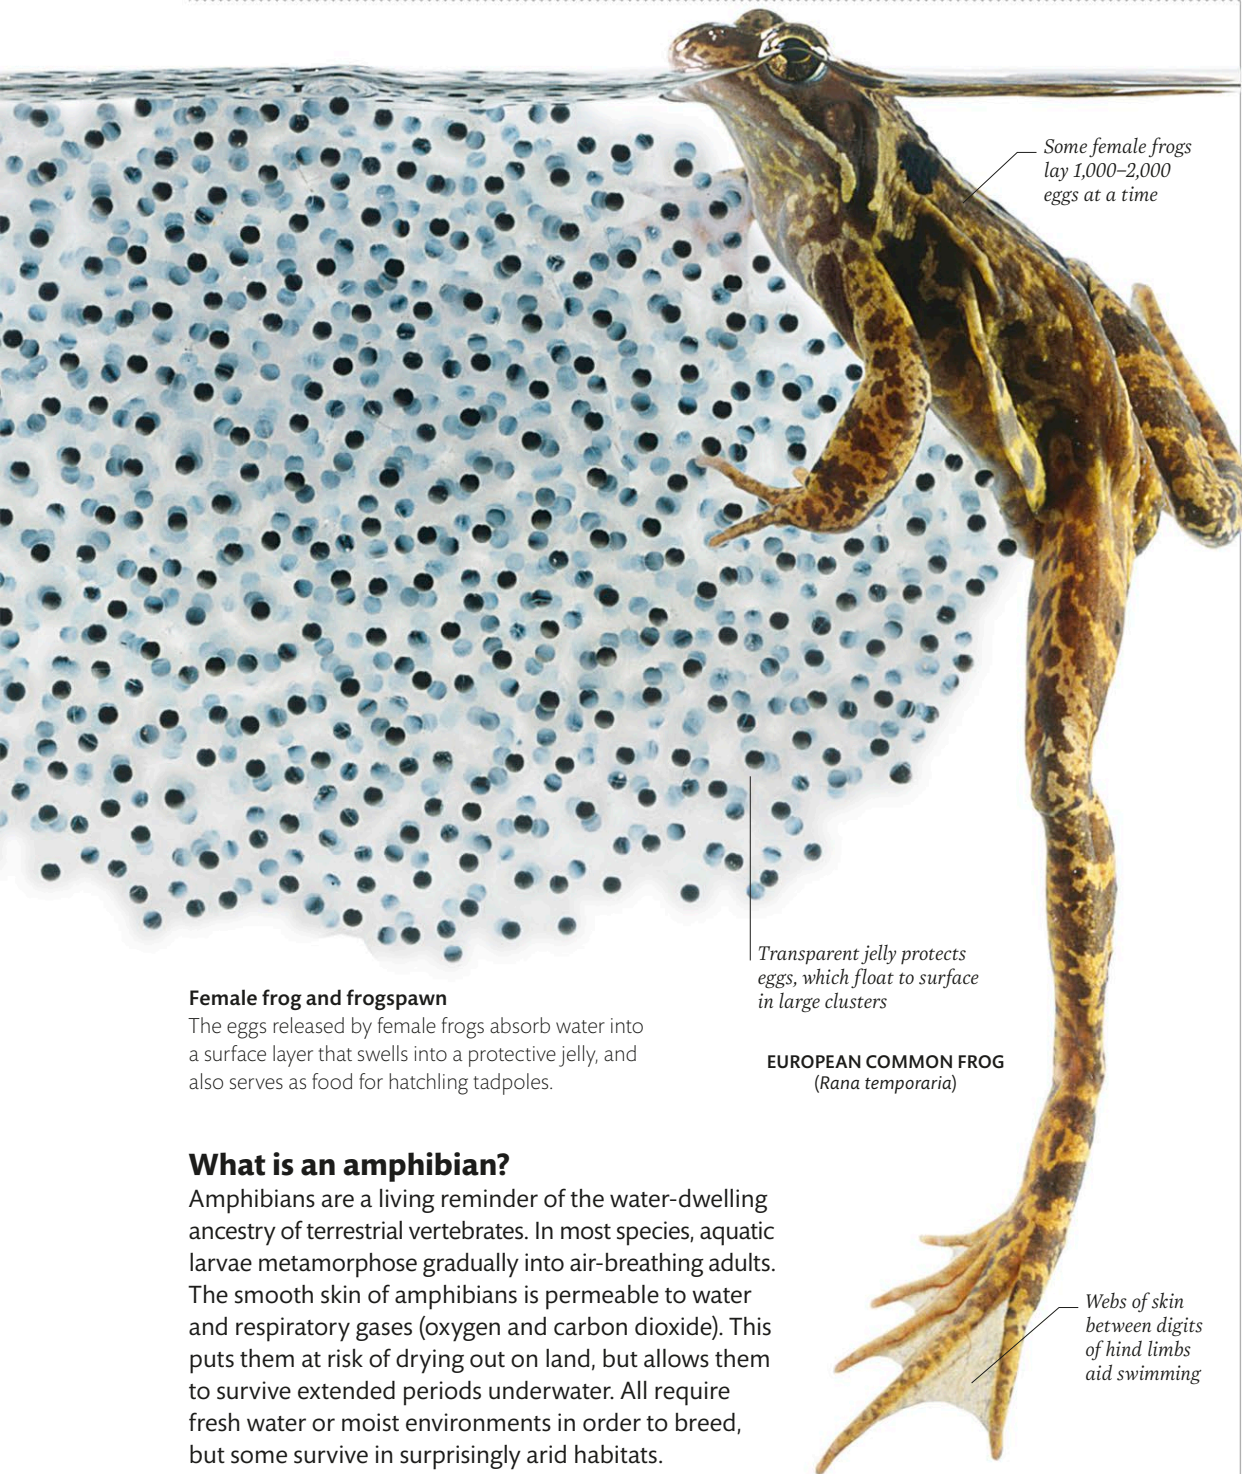 Some female frogs
lay 1,000–2,000
eggs at a time
Transparent jelly protects
eggs, which float to surface
in large clusters
Female frog and frogspawn
The eggs released by female frogs absorb water into
a surface layer that swells into a protective jelly, and
also serves as food for hatchling tadpoles.
EUROPEAN COMMON FROG
(Rana temporaria)
What is an amphibian?
Amphibians are a living reminder of the water-dwelling
ancestry of terrestrial vertebrates. In most species, aquatic
larvae metamorphose gradually into air-breathing adults.
The smooth skin of amphibians is permeable to water
and respiratory gases (oxygen and carbon dioxide). This
puts them at risk of drying out on land, but allows them
to survive extended periods underwater. All require
fresh water or moist environments in order to breed,
but some survive in surprisingly arid habitats.
Webs of skin
between digits
of hind limbs
aid swimming